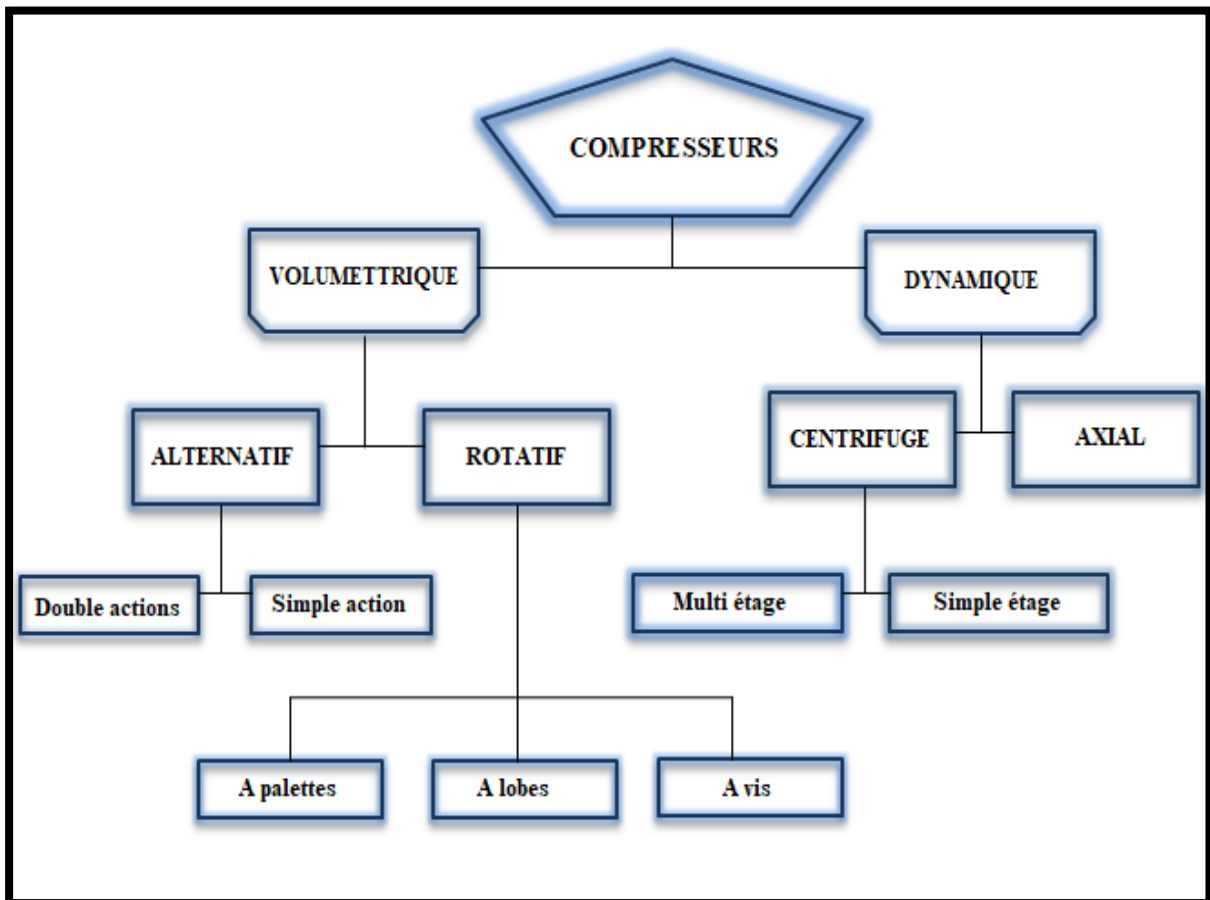 COMPRESSEURS
VOLUMETTRIQUE
DYNAMIQUE
ALTERNATIF
ROTATIF
CENTRIFUGE
AXIAL
Double actions
Simple action
Multi étage
Simple étage
A palettes
A lobes
A vis